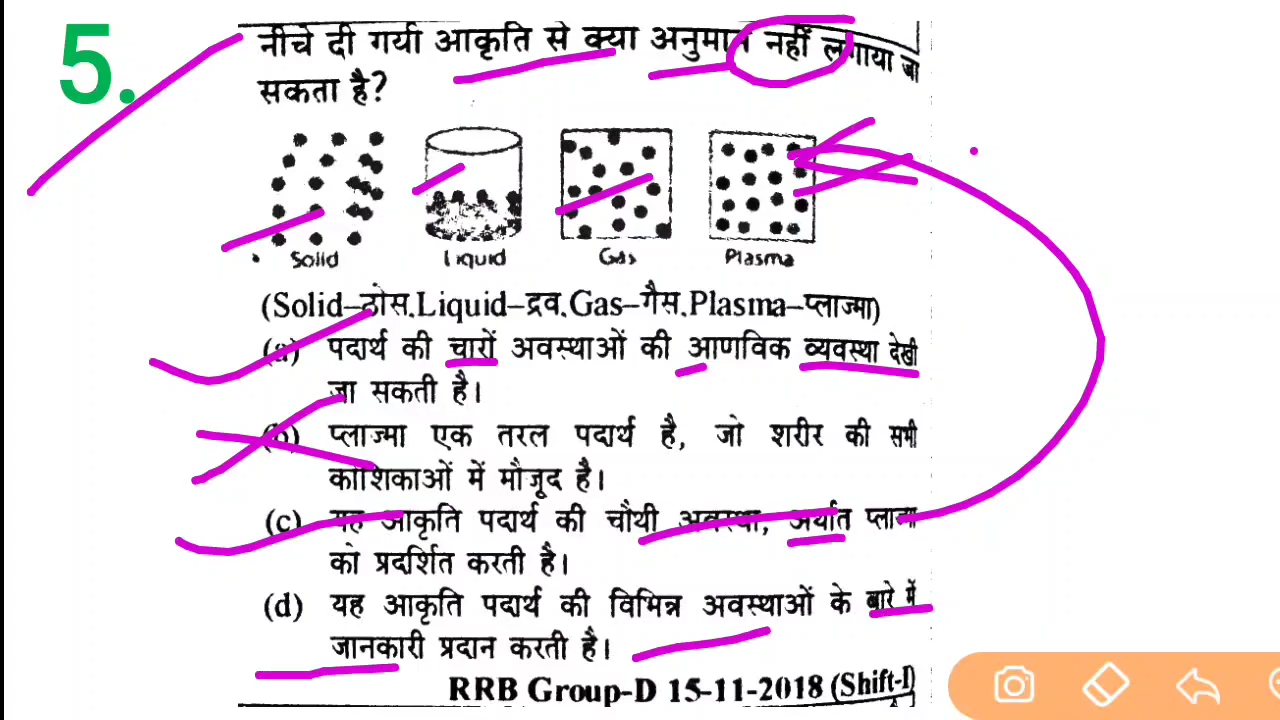 5.
नीचे दी गयी आकृति से क्या अनुमान नहीं लगाया जा
सकता है?
Solid Liquid Gas Plasma
(Solid–ठोस, Liquid–द्रव, Gas–गैस, Plasma–प्लाज्मा)
(a) पदार्थ की चारों अवस्थाओं की आणविक व्यवस्था देखी
जा सकती है।
(b) प्लाज्मा एक तरल पदार्थ है, जो शरीर की सभी
कोशिकाओं में मौजूद है।
(c) यह आकृति पदार्थ की चौथी अवस्था, अर्थात प्लाज्मा
को प्रदर्शित करती है।
(d) यह आकृति पदार्थ की विभिन्न अवस्थाओं के बारे में
जानकारी प्रदान करती है।
RRB Group-D 15-11-2018 (Shift-I)